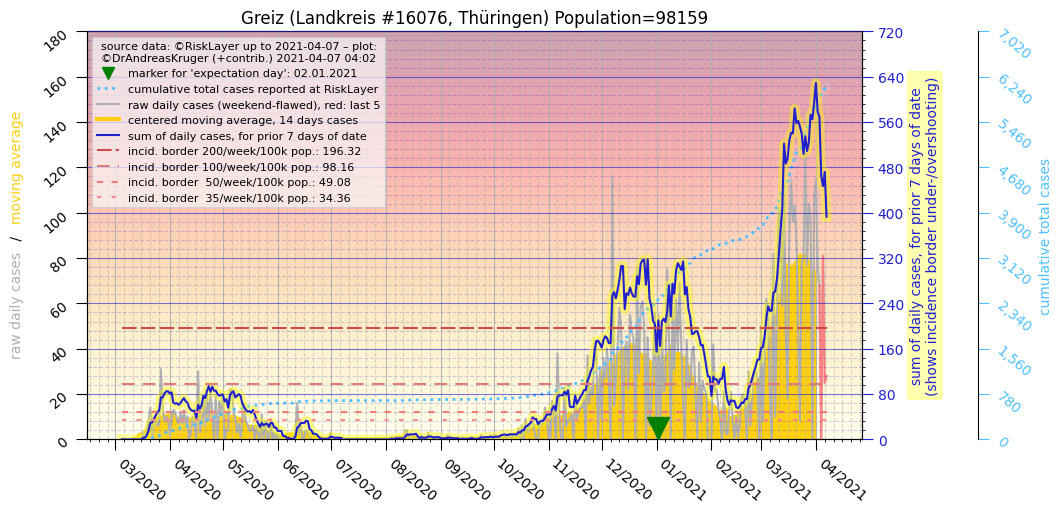 Greiz (Landkreis #16076, Thüringen) Population=98159
source data: ©RiskLayer up to 2021-04-07 – plot:
©DrAndreasKruger (+contrib.) 2021-04-07 04:02
marker for 'expectation day': 02.01.2021
cumulative total cases reported at RiskLayer
raw daily cases (weekend-flawed), red: last 5
centered moving average, 14 days cases
sum of daily cases, for prior 7 days of date
incid. border 200/week/100k pop.: 196.32
incid. border 100/week/100k pop.: 98.16
incid. border  50/week/100k pop.: 49.08
incid. border  35/week/100k pop.: 34.36
raw daily cases / moving average
180
160
140
120
100
80
60
40
20
0
03/2020
04/2020
05/2020
06/2020
07/2020
08/2020
09/2020
10/2020
11/2020
12/2020
01/2021
02/2021
03/2021
04/2021
720
640
560
480
400
320
240
160
80
0
sum of daily cases, for prior 7 days of date
(shows incidence border under-/overshooting)
7,020
6,240
5,460
4,680
3,900
3,120
2,340
1,560
780
0
cumulative total cases